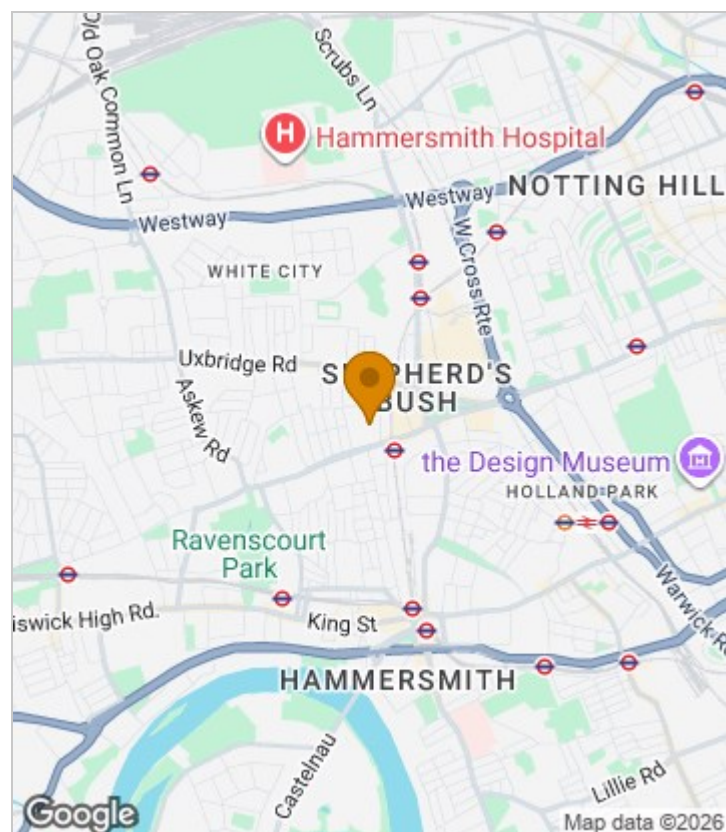 Old Oak Common Ln
Scrubs Ln
H Hammersmith Hospital
Westway
NOTTING HILL
Westway
W Cross Rte
WHITE CITY
Uxbridge Rd
SHEPHERD'S
BUSH
Askew Rd
the Design Museum
HOLLAND PARK
Ravenscourt
Park
Warwick Rd
iswick High Rd.
King St
HAMMERSMITH
Castelnau
Lillie Rd
Google
Map data ©2026